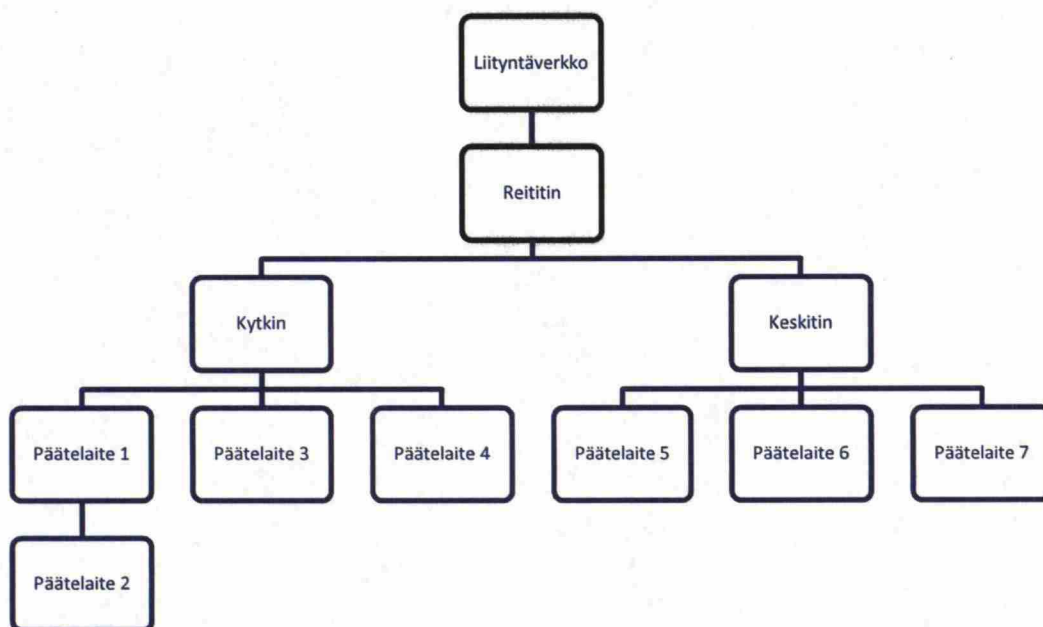 Liityntäverkko
Reititin
Kytkin
Keskitin
Päätelaite 1
Päätelaite 3
Päätelaite 4
Päätelaite 5
Päätelaite 6
Päätelaite 7
Päätelaite 2